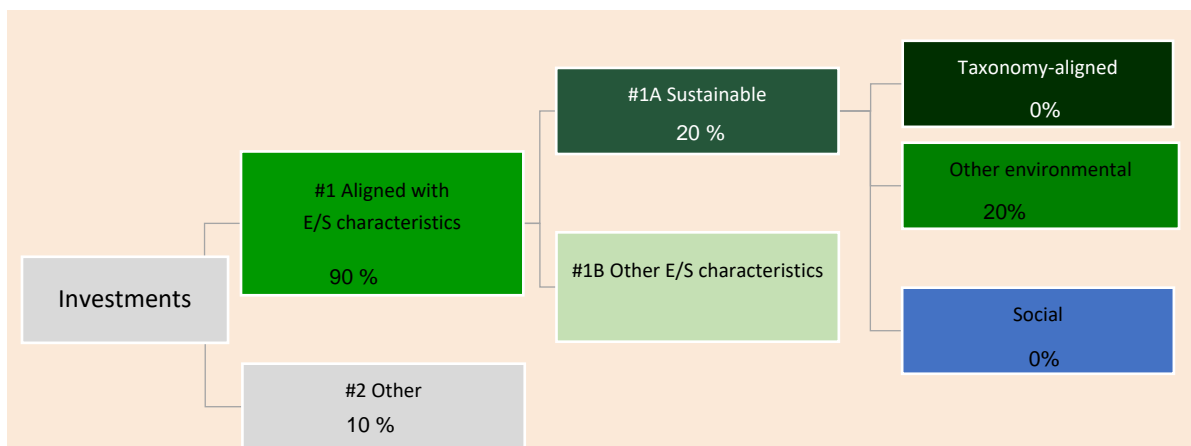 Investments
#1 Aligned with
E/S characteristics
90 %
#2 Other
10 %
#1A Sustainable
20 %
#1B Other E/S characteristics
Taxonomy-aligned
0%
Other environmental
20%
Social
0%